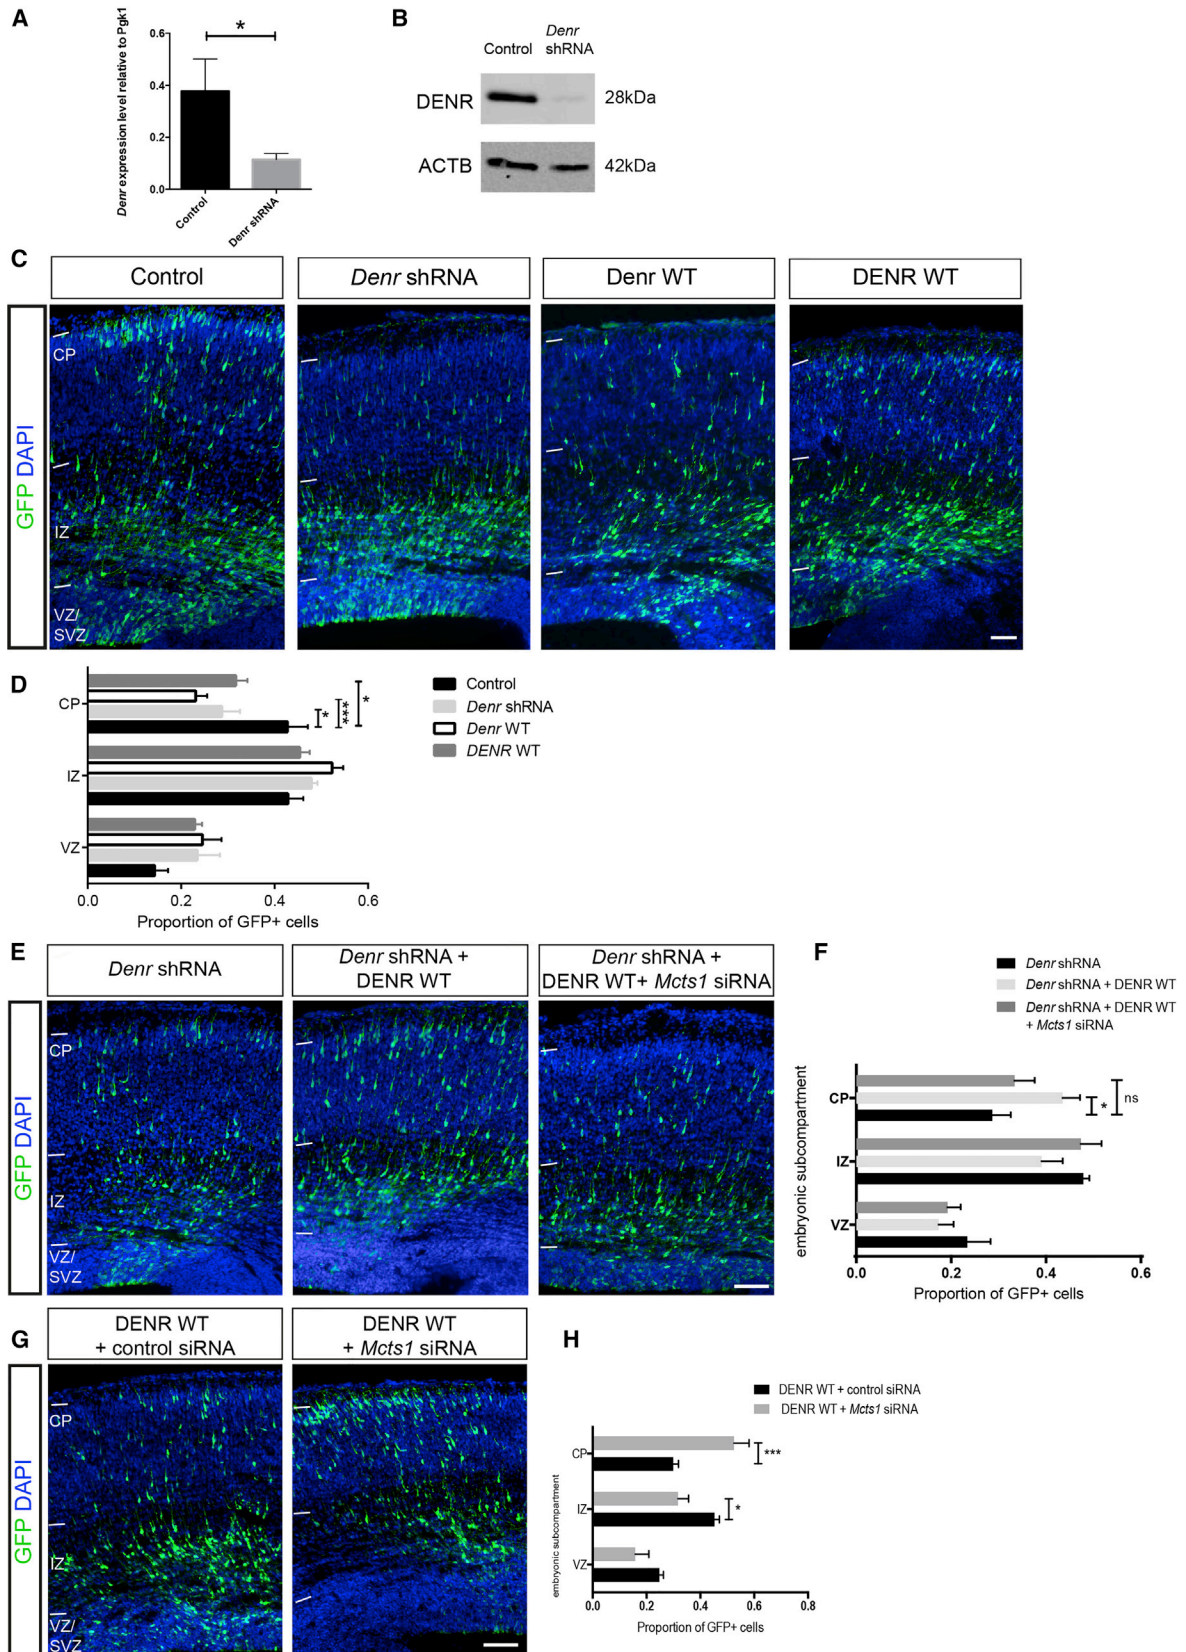 A
Denr expression level relative to Pgk1
0.6
0.4
0.2
0.0
*
Control
Denr shRNA
B
Control
Denr
shRNA
DENR
28kDa
ACTB
42kDa
C
Control
Denr shRNA
Denr WT
DENR WT
GFP DAPI
CP
IZ
VZ/
SVZ
D
CP
IZ
VZ
* *** *
0.0 0.2 0.4 0.6
Proportion of GFP+ cells
Control
Denr shRNA
Denr WT
DENR WT
E
Denr shRNA
Denr shRNA +
DENR WT
Denr shRNA +
DENR WT+ Mcts1 siRNA
GFP DAPI
CP
IZ
VZ/
SVZ
F
Denr shRNA
Denr shRNA + DENR WT
Denr shRNA + DENR WT
+ Mcts1 siRNA
embryonic subcompartment
CP
IZ
VZ
* ns
0.0 0.2 0.4 0.6
Proportion of GFP+ cells
G
DENR WT
+ control siRNA
DENR WT
+ Mcts1 siRNA
GFP DAPI
CP
IZ
VZ/
SVZ
H
DENR WT + control siRNA
DENR WT + Mcts1 siRNA
embryonic subcompartment
CP
IZ
VZ
***
*
0.0 0.2 0.4 0.6 0.8
Proportion of GFP+ cells